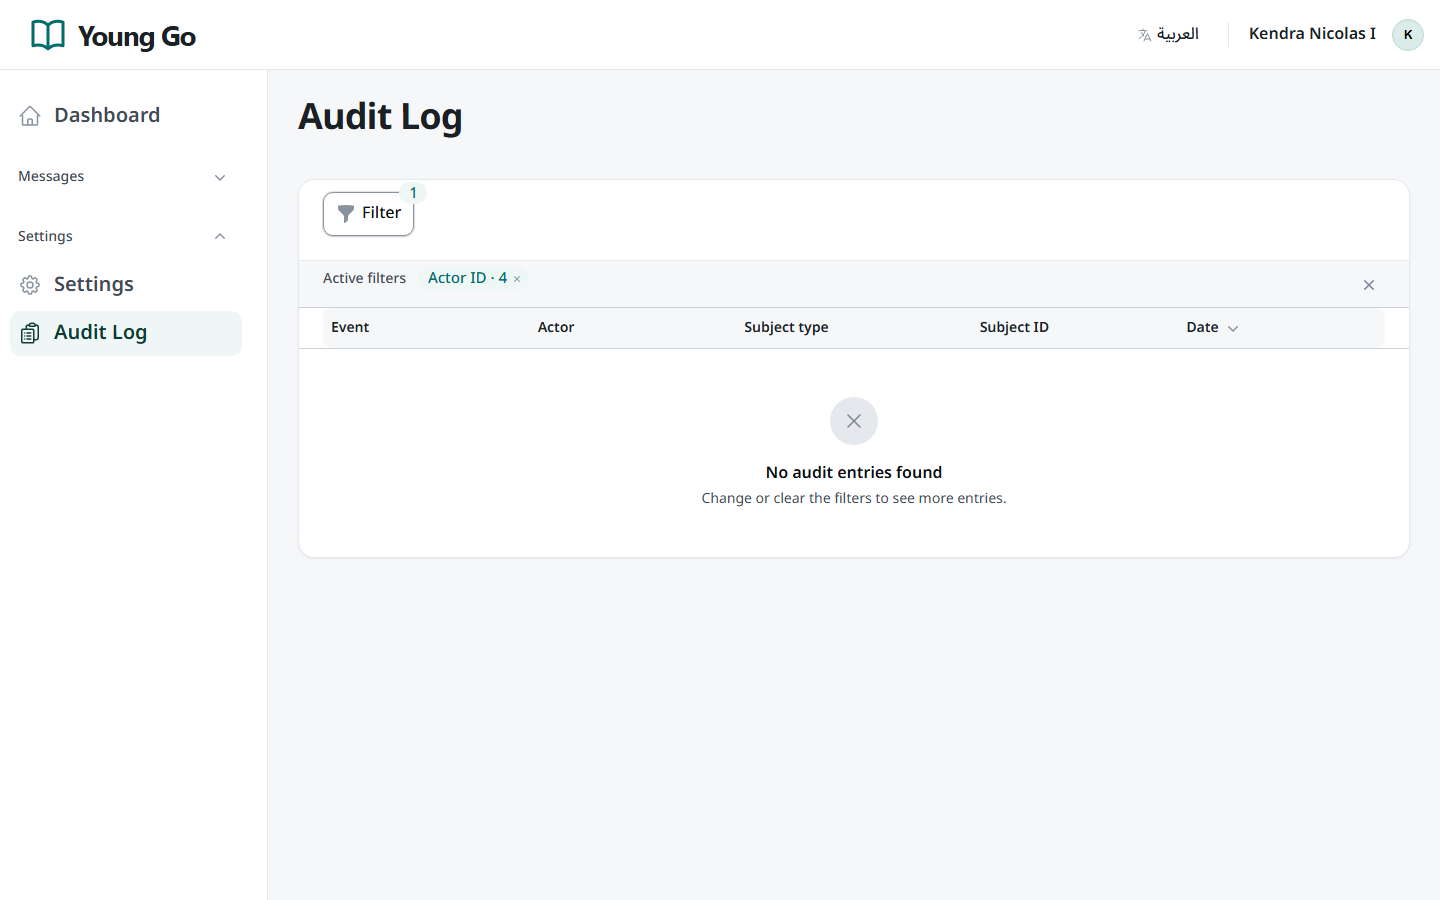 Young Go
العربية
Kendra Nicolas I
K
Dashboard
Messages
Settings
Settings
Audit Log
Audit Log
Filter
1
Active filters
Actor ID · 4 ×
Event
Actor
Subject type
Subject ID
Date
No audit entries found
Change or clear the filters to see more entries.